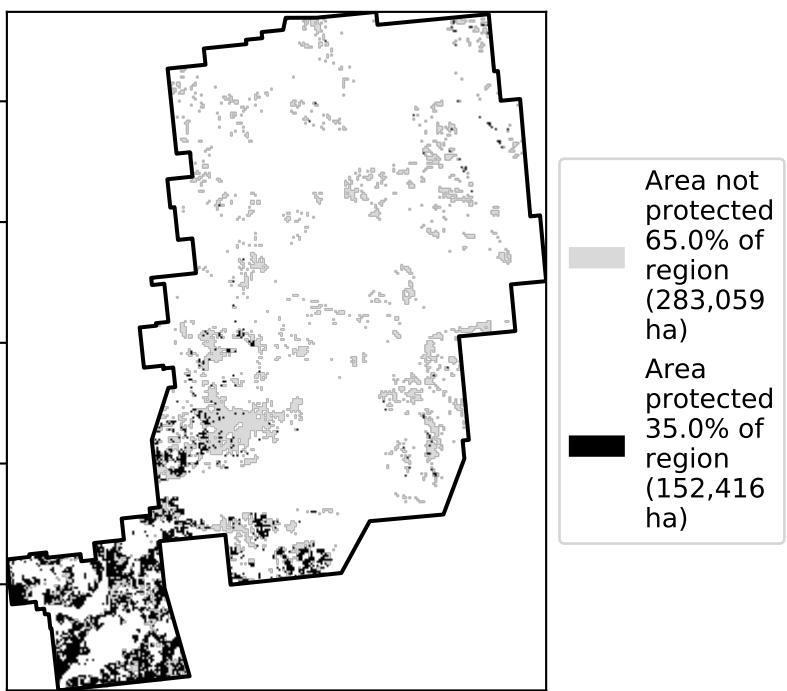 Area not
protected
65.0% of
region
(283,059
ha)
Area
protected
35.0% of
region
(152,416
ha)